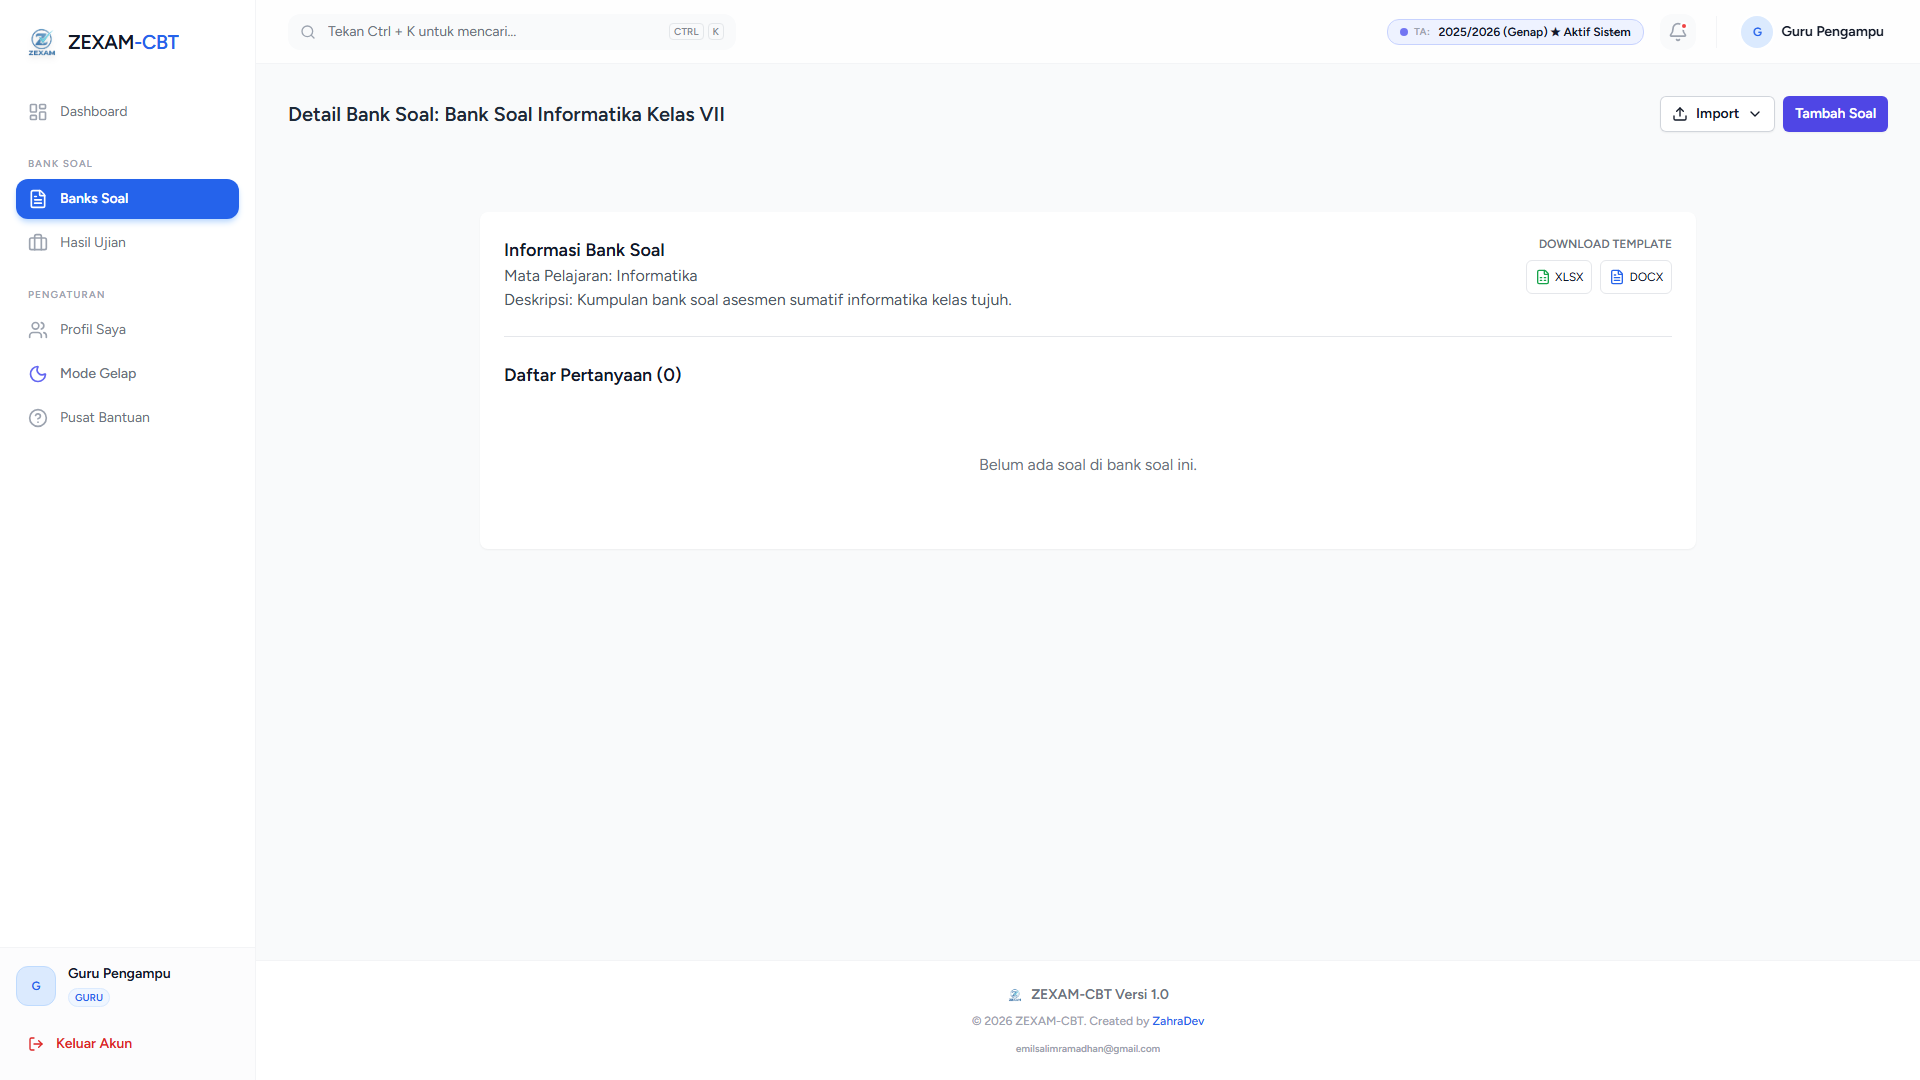 ZEXAM
ZEXAM-CBT
Dashboard
BANK SOAL
Banks Soal
Hasil Ujian
PENGATURAN
Profil Saya
Mode Gelap
Pusat Bantuan
G
Guru Pengampu
GURU
Keluar Akun
Tekan Ctrl + K untuk mencari...
CTRL K
TA: 2025/2026 (Genap) ★ Aktif Sistem
G
Guru Pengampu
Detail Bank Soal: Bank Soal Informatika Kelas VII
Import
Tambah Soal
Informasi Bank Soal
Mata Pelajaran: Informatika
Deskripsi: Kumpulan bank soal asesmen sumatif informatika kelas tujuh.
DOWNLOAD TEMPLATE
XLSX
DOCX
Daftar Pertanyaan (0)
Belum ada soal di bank soal ini.
ZEXAM-CBT Versi 1.0
© 2026 ZEXAM-CBT. Created by ZahraDev
emilsalimramadhan@gmail.com